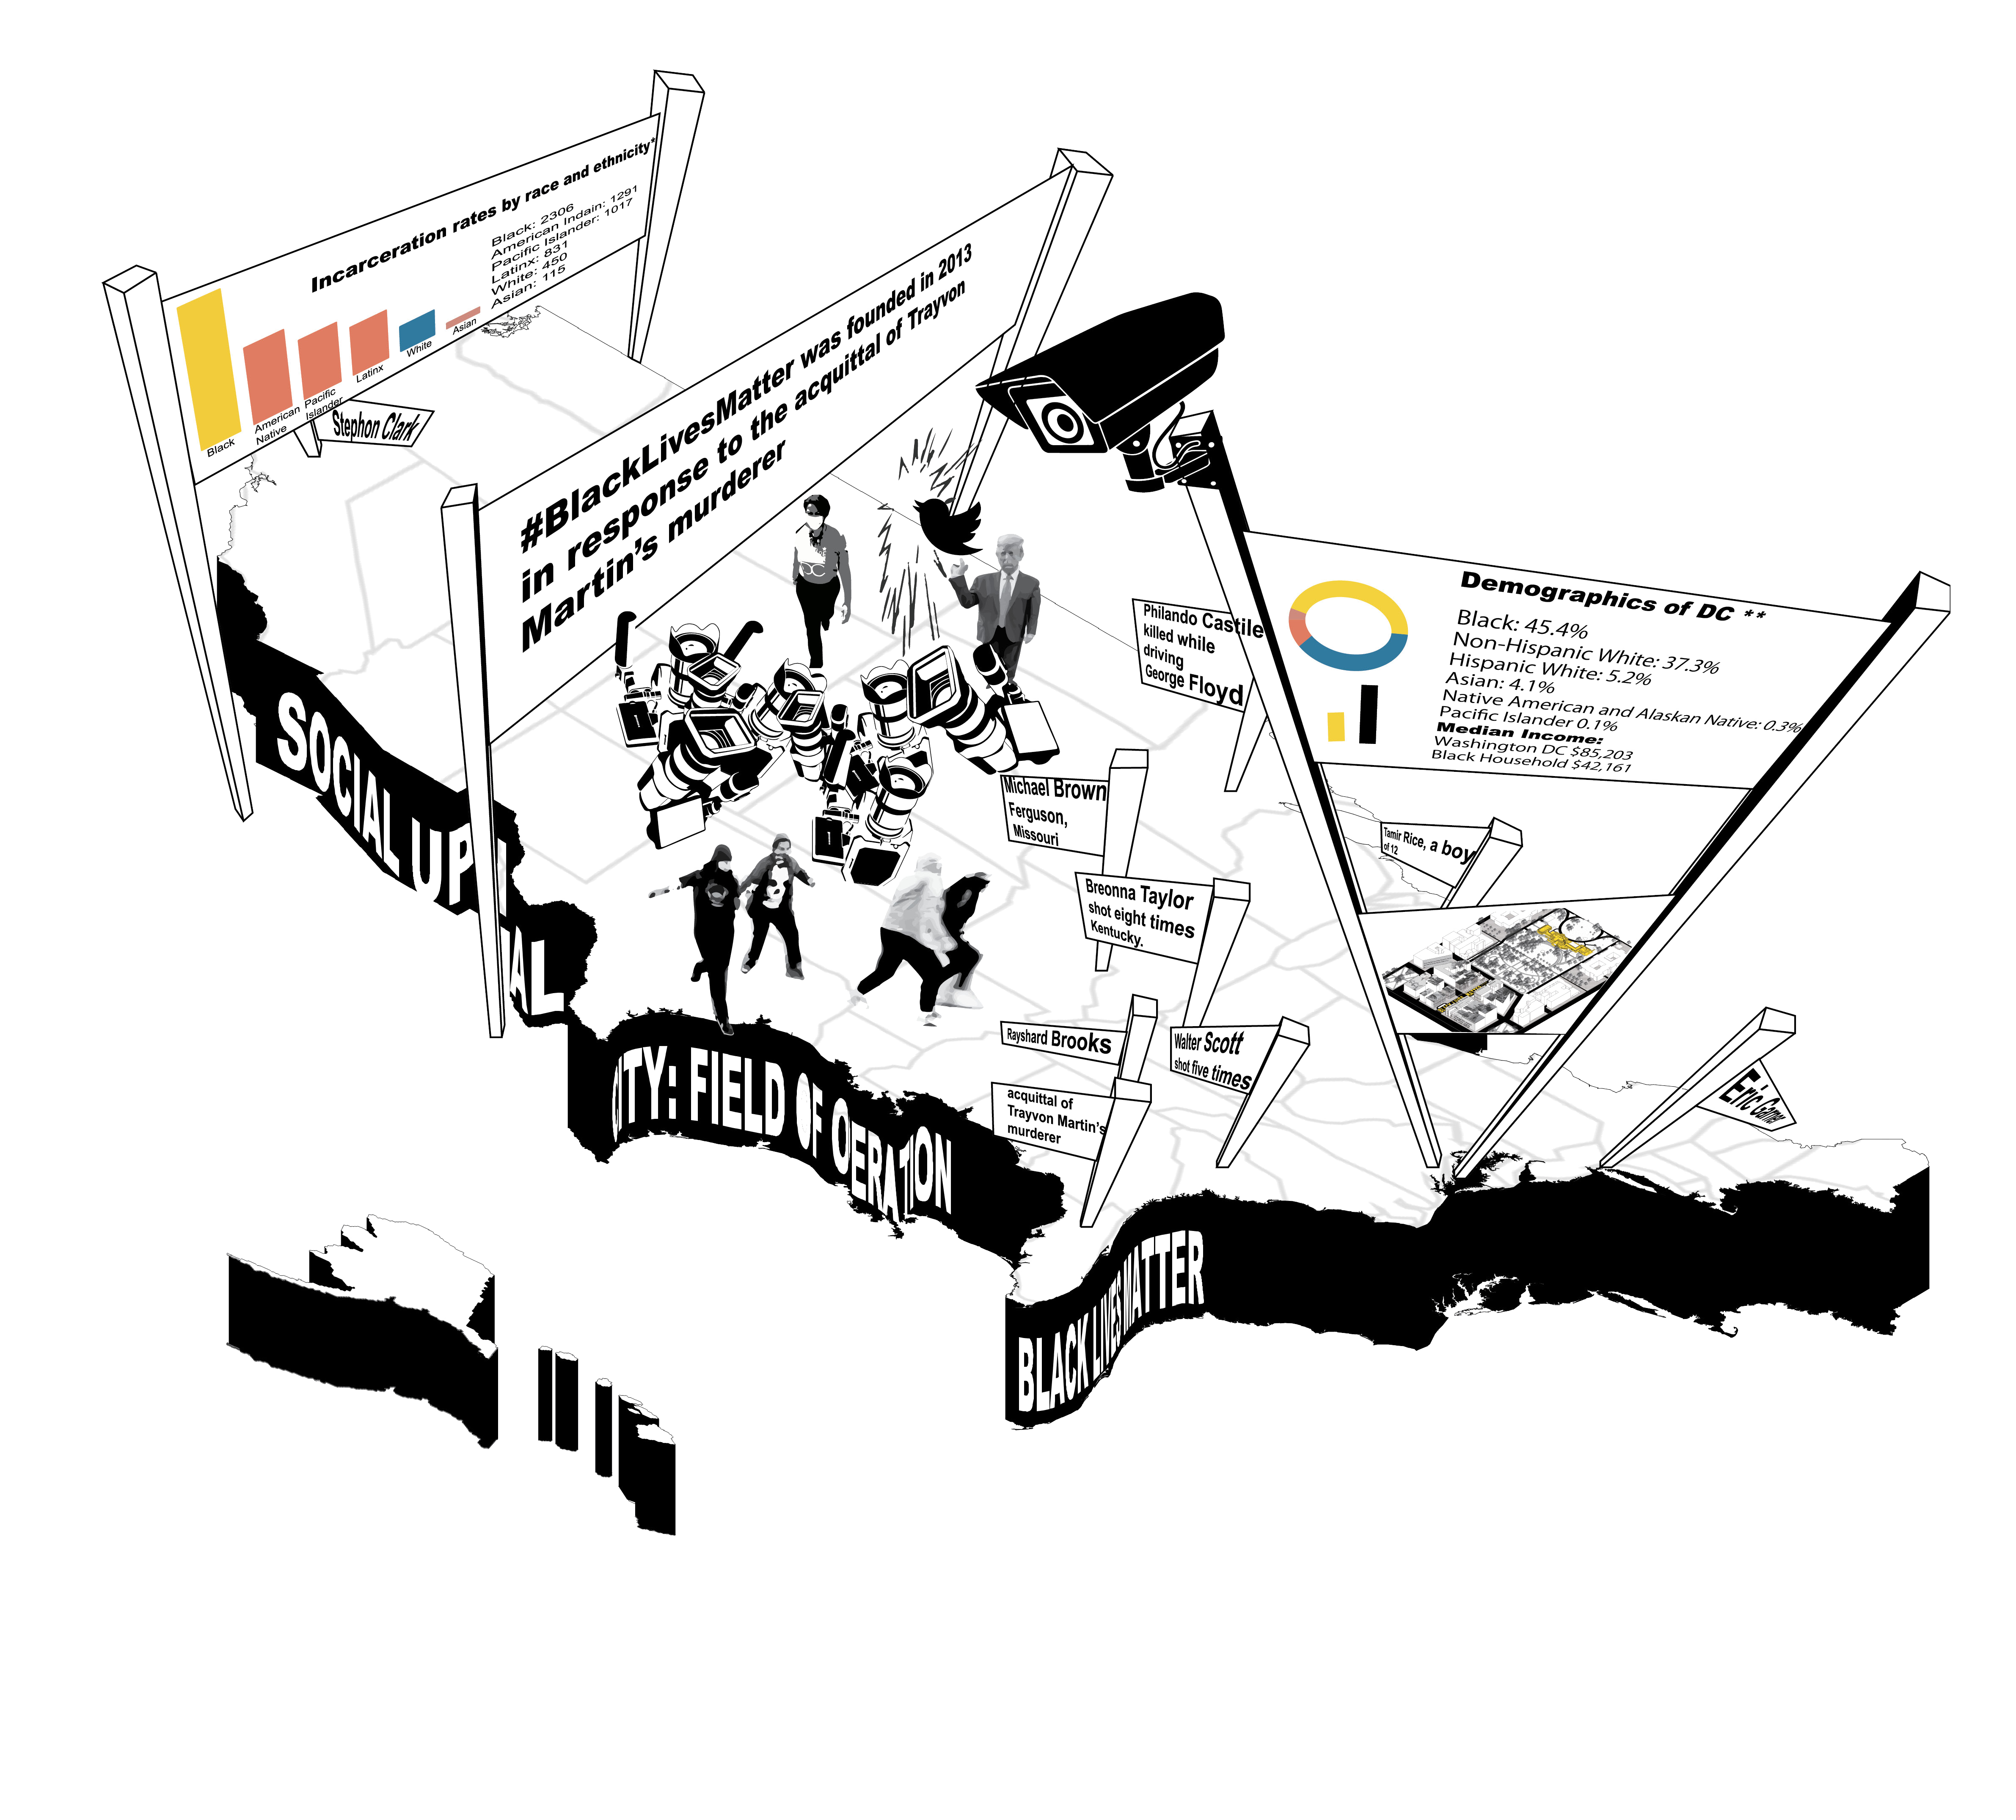 Incarceration rates by race and ethnicity*
Black: 2306
American Indain: 1291
Pacific Islander: 1017
Latinx: 831
White: 450
Asian: 115
Black
American
Native
Pacific
Islander
Latinx
White
Asian
Stephon Clark
#BlackLivesMatter was founded in 2013
in response to the acquittal of Trayvon
Martin's murderer
Demographics of DC **
Black: 45.4%
Non-Hispanic White: 37.3%
Hispanic White: 5.2%
Asian: 4.1%
Native American and Alaskan Native: 0.3%
Pacific Islander 0.1%
Median Income:
Washington DC $85,203
Black Household $42,161
Philando Castile
killed while
driving
George Floyd
Michael Brown
Ferguson,
Missouri
Tamir Rice, a boy
of 12
Breonna Taylor
shot eight times
Kentucky.
Rayshard Brooks
Walter Scott
shot five times
acquittal of
Trayvon Martin's
murderer
Eric Garner
SOCIAL UP
AL
CITY: FIELD OF OERATION
BLACK LIVES MATTER